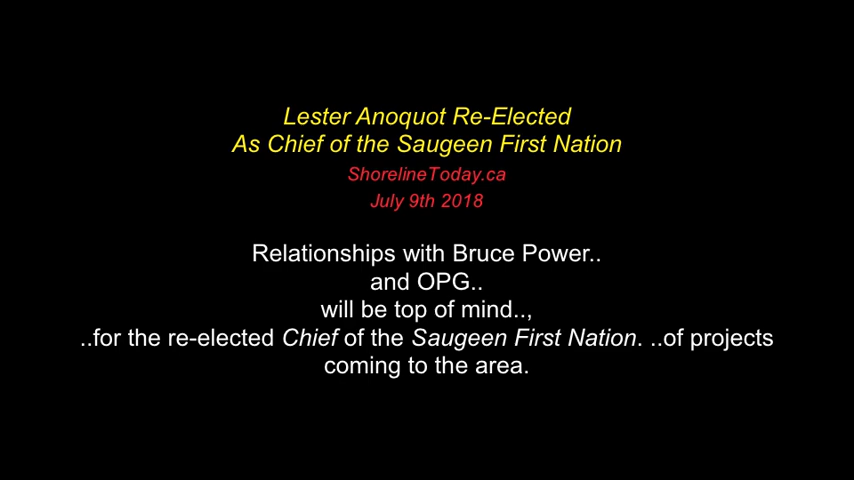 Lester Anoquot Re-Elected
As Chief of the Saugeen First Nation
ShorelineToday.ca
July 9th 2018
Relationships with Bruce Power..
and OPG..
will be top of mind..,
..for the re-elected Chief of the Saugeen First Nation. ..of projects
coming to the area.